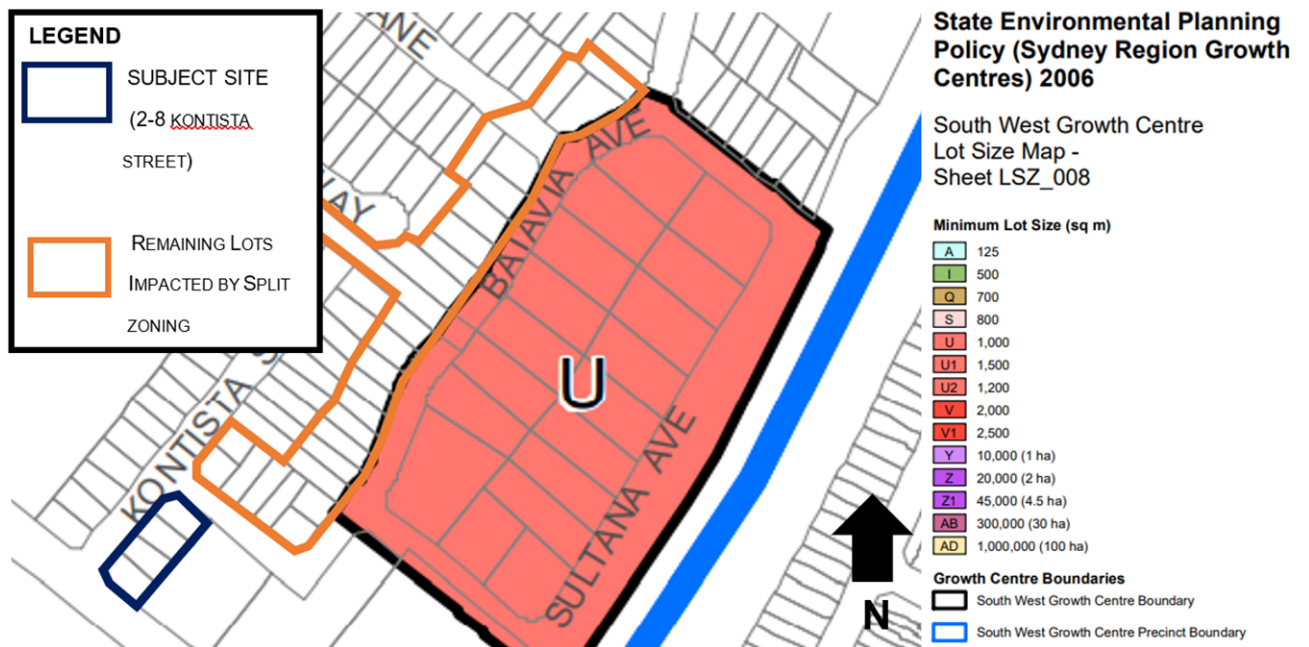 LEGEND
SUBJECT SITE
(2-8 KONTISTA
STREET)
REMAINING LOTS
IMPACTED BY SPLIT
ZONING
ANE
WAY
KONTISTA S
BATAVIA AVE
U
SULTANA AVE
N
State Environmental Planning
Policy (Sydney Region Growth
Centres) 2006
South West Growth Centre
Lot Size Map -
Sheet LSZ_008
Minimum Lot Size (sq m)
A 125
I 500
Q 700
S 800
U 1,000
U1 1,500
U2 1,200
V 2,000
V1 2,500
Y 10,000 (1 ha)
Z 20,000 (2 ha)
Z1 45,000 (4.5 ha)
AB 300,000 (30 ha)
AD 1,000,000 (100 ha)
Growth Centre Boundaries
South West Growth Centre Boundary
South West Growth Centre Precinct Boundary